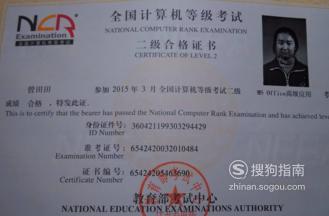 NCR
Examination
全国计算机等级考试
NATIONAL COMPUTER RANK EXAMINATION
二级合格证书
CERTIFICATE OF LEVEL 2
曾田田 参加 2015 年 3 月 全国计算机等级考试二级
MS Office高级应用
成绩 合格 ,特发此证。
This is to certify that the bearer has passed the National Computer Rank Examination and has achieved level
身份证件号: 360421199303294429
ID Number
准考证号: 6542420032010484
Examination Number
证书编号: 65424205463690
Certificate Number
教育部考试中心
NATIONAL EDUCATION EXAMINATIONS AUTHORITY
搜狗指南
zhinan.sogou.com